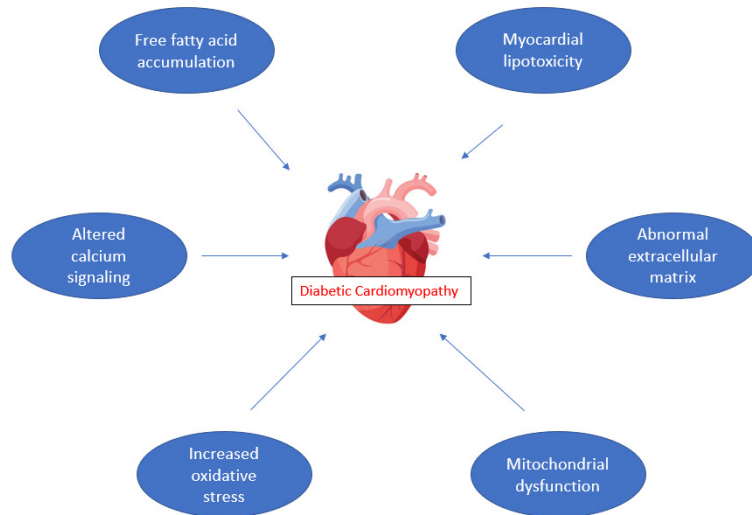 Free fatty acid
accumulation
Myocardial
lipotoxicity
Altered
calcium
signaling
Abnormal
extracellular
matrix
Diabetic Cardiomyopathy
Increased
oxidative
stress
Mitochondrial
dysfunction